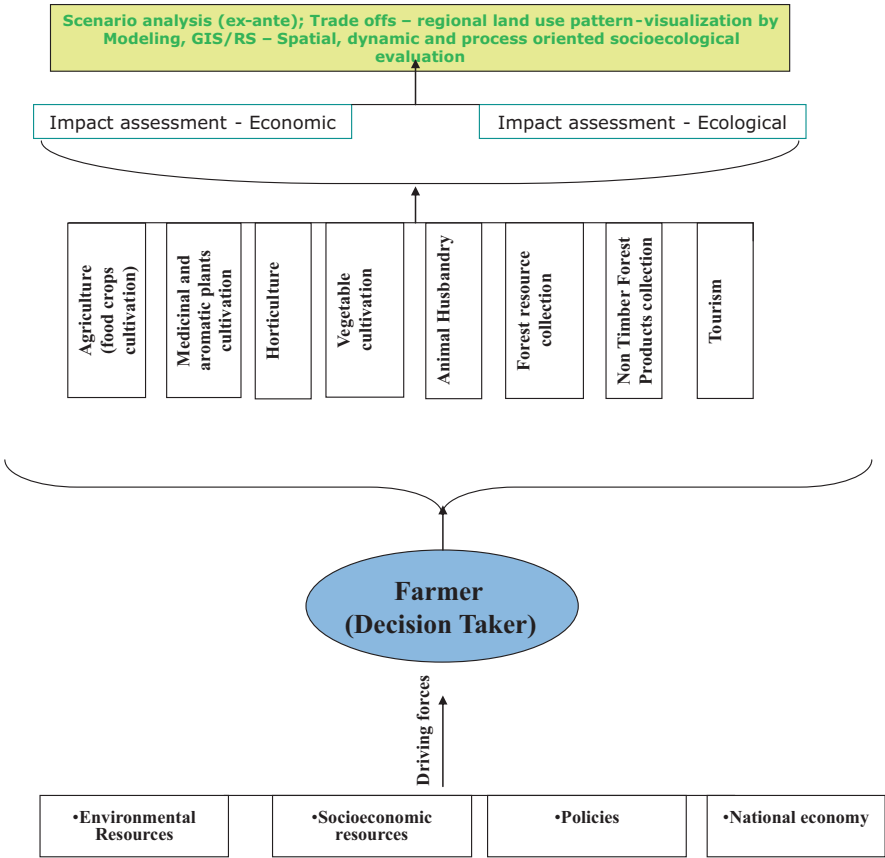 Scenario analysis (ex-ante); Trade offs – regional land use pattern-visualization by
Modeling, GIS/RS – Spatial, dynamic and process oriented socioecological
evaluation
Impact assessment - Economic
Impact assessment - Ecological
Agriculture
(food crops
cultivation)
Medicinal and
aromatic plants
cultivation
Horticulture
Vegetable
cultivation
Animal Husbandry
Forest resource
collection
Non Timber Forest
Products collection
Tourism
Farmer
(Decision Taker)
Driving forces
•Environmental
Resources
•Socioeconomic
resources
•Policies
•National economy